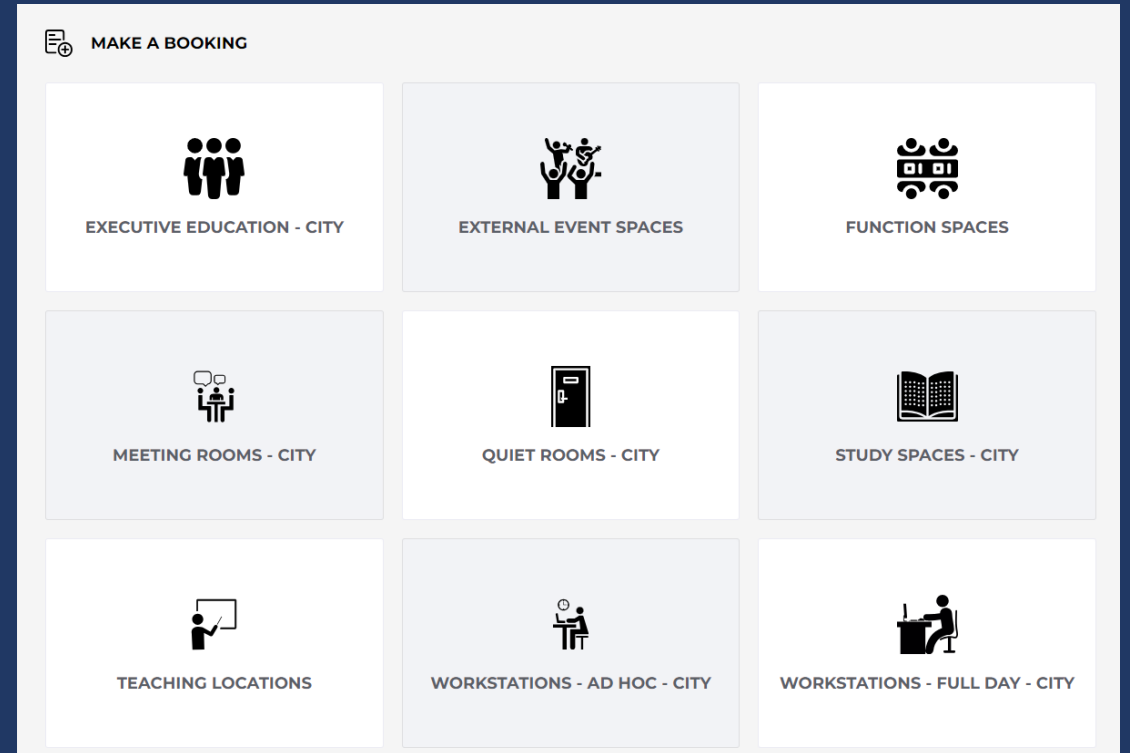 MAKE A BOOKING
EXECUTIVE EDUCATION - CITY
EXTERNAL EVENT SPACES
FUNCTION SPACES
MEETING ROOMS - CITY
QUIET ROOMS - CITY
STUDY SPACES - CITY
TEACHING LOCATIONS
WORKSTATIONS - AD HOC - CITY
WORKSTATIONS - FULL DAY - CITY